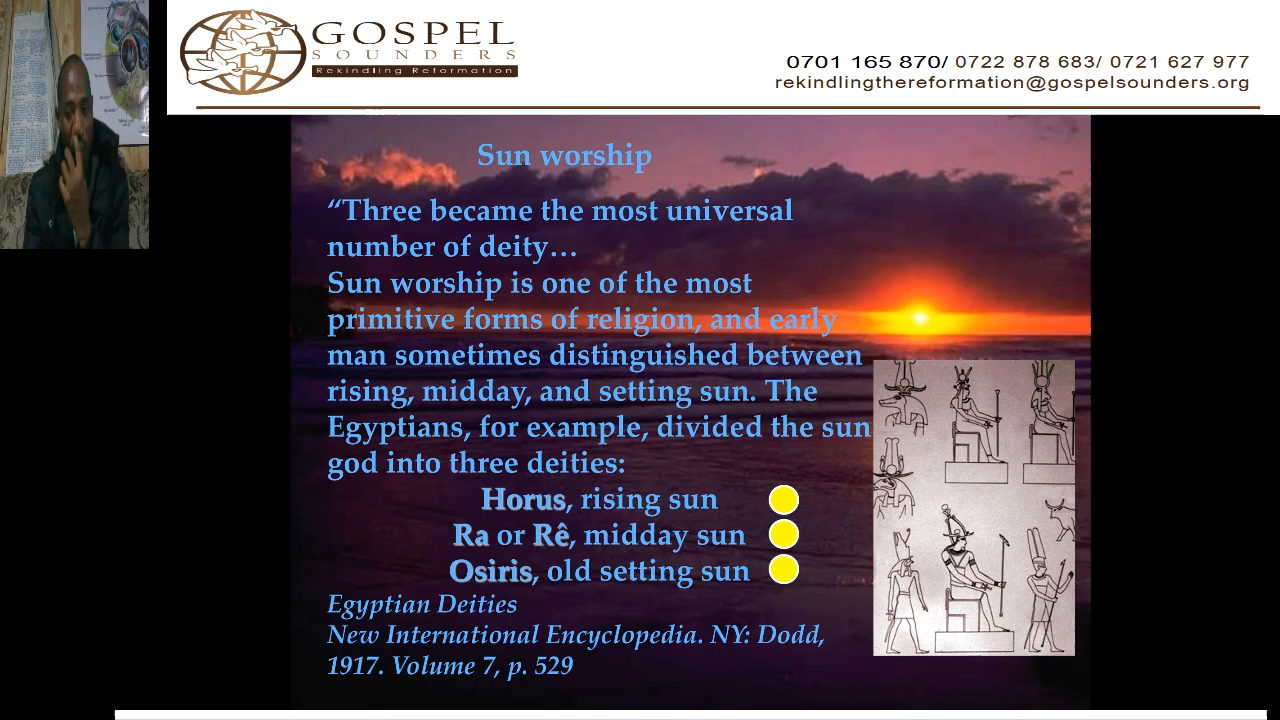 GOSPEL
SOUNDERS
Rekindling Reformation
0701 165 870/ 0722 878 683/ 0721 627 977
rekindlingthereformation@gospelsounders.org
Sun worship
“Three became the most universal
number of deity…
Sun worship is one of the most
primitive forms of religion, and early
man sometimes distinguished between
rising, midday, and setting sun. The
Egyptians, for example, divided the sun
god into three deities:
Horus, rising sun
Ra or Rê, midday sun
Osiris, old setting sun
Egyptian Deities
New International Encyclopedia. NY: Dodd,
1917. Volume 7, p. 529